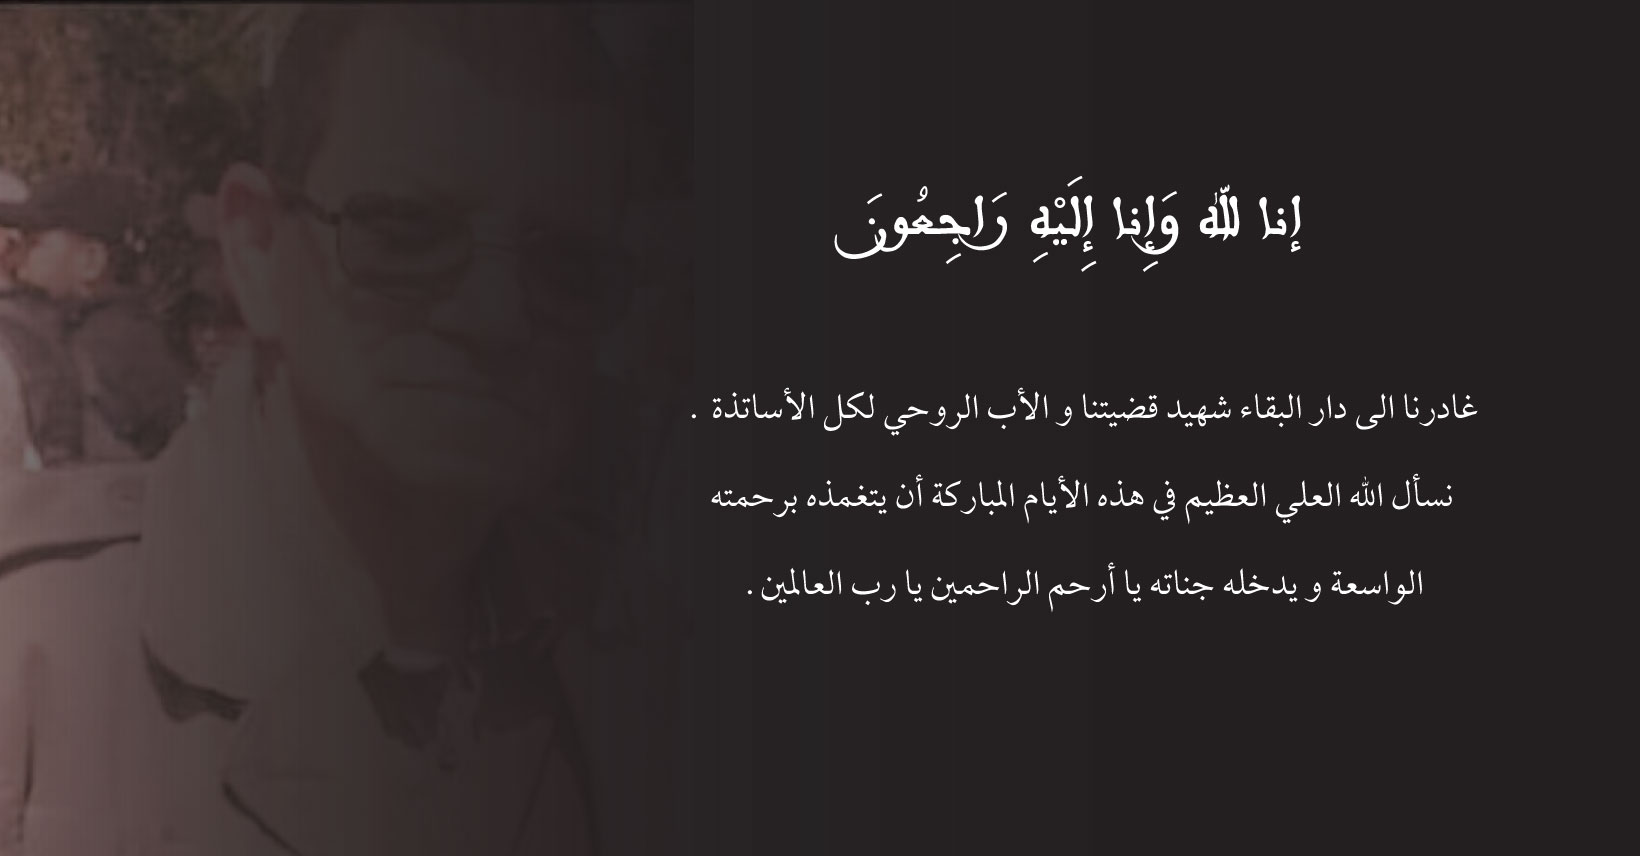 إنا للّٰه وَإِنا إِلَيْهِ رَاجِعُونَ
غادرنا الى دار البقاء شهيد قضيتنا و الأب الروحي لكل الأساتذة .
نسأل الله العلي العظيم في هذه الأيام المباركة أن يتغمذه برحمته
الواسعة و يدخله جناته يا أرحم الراحمين يا رب العالمين .